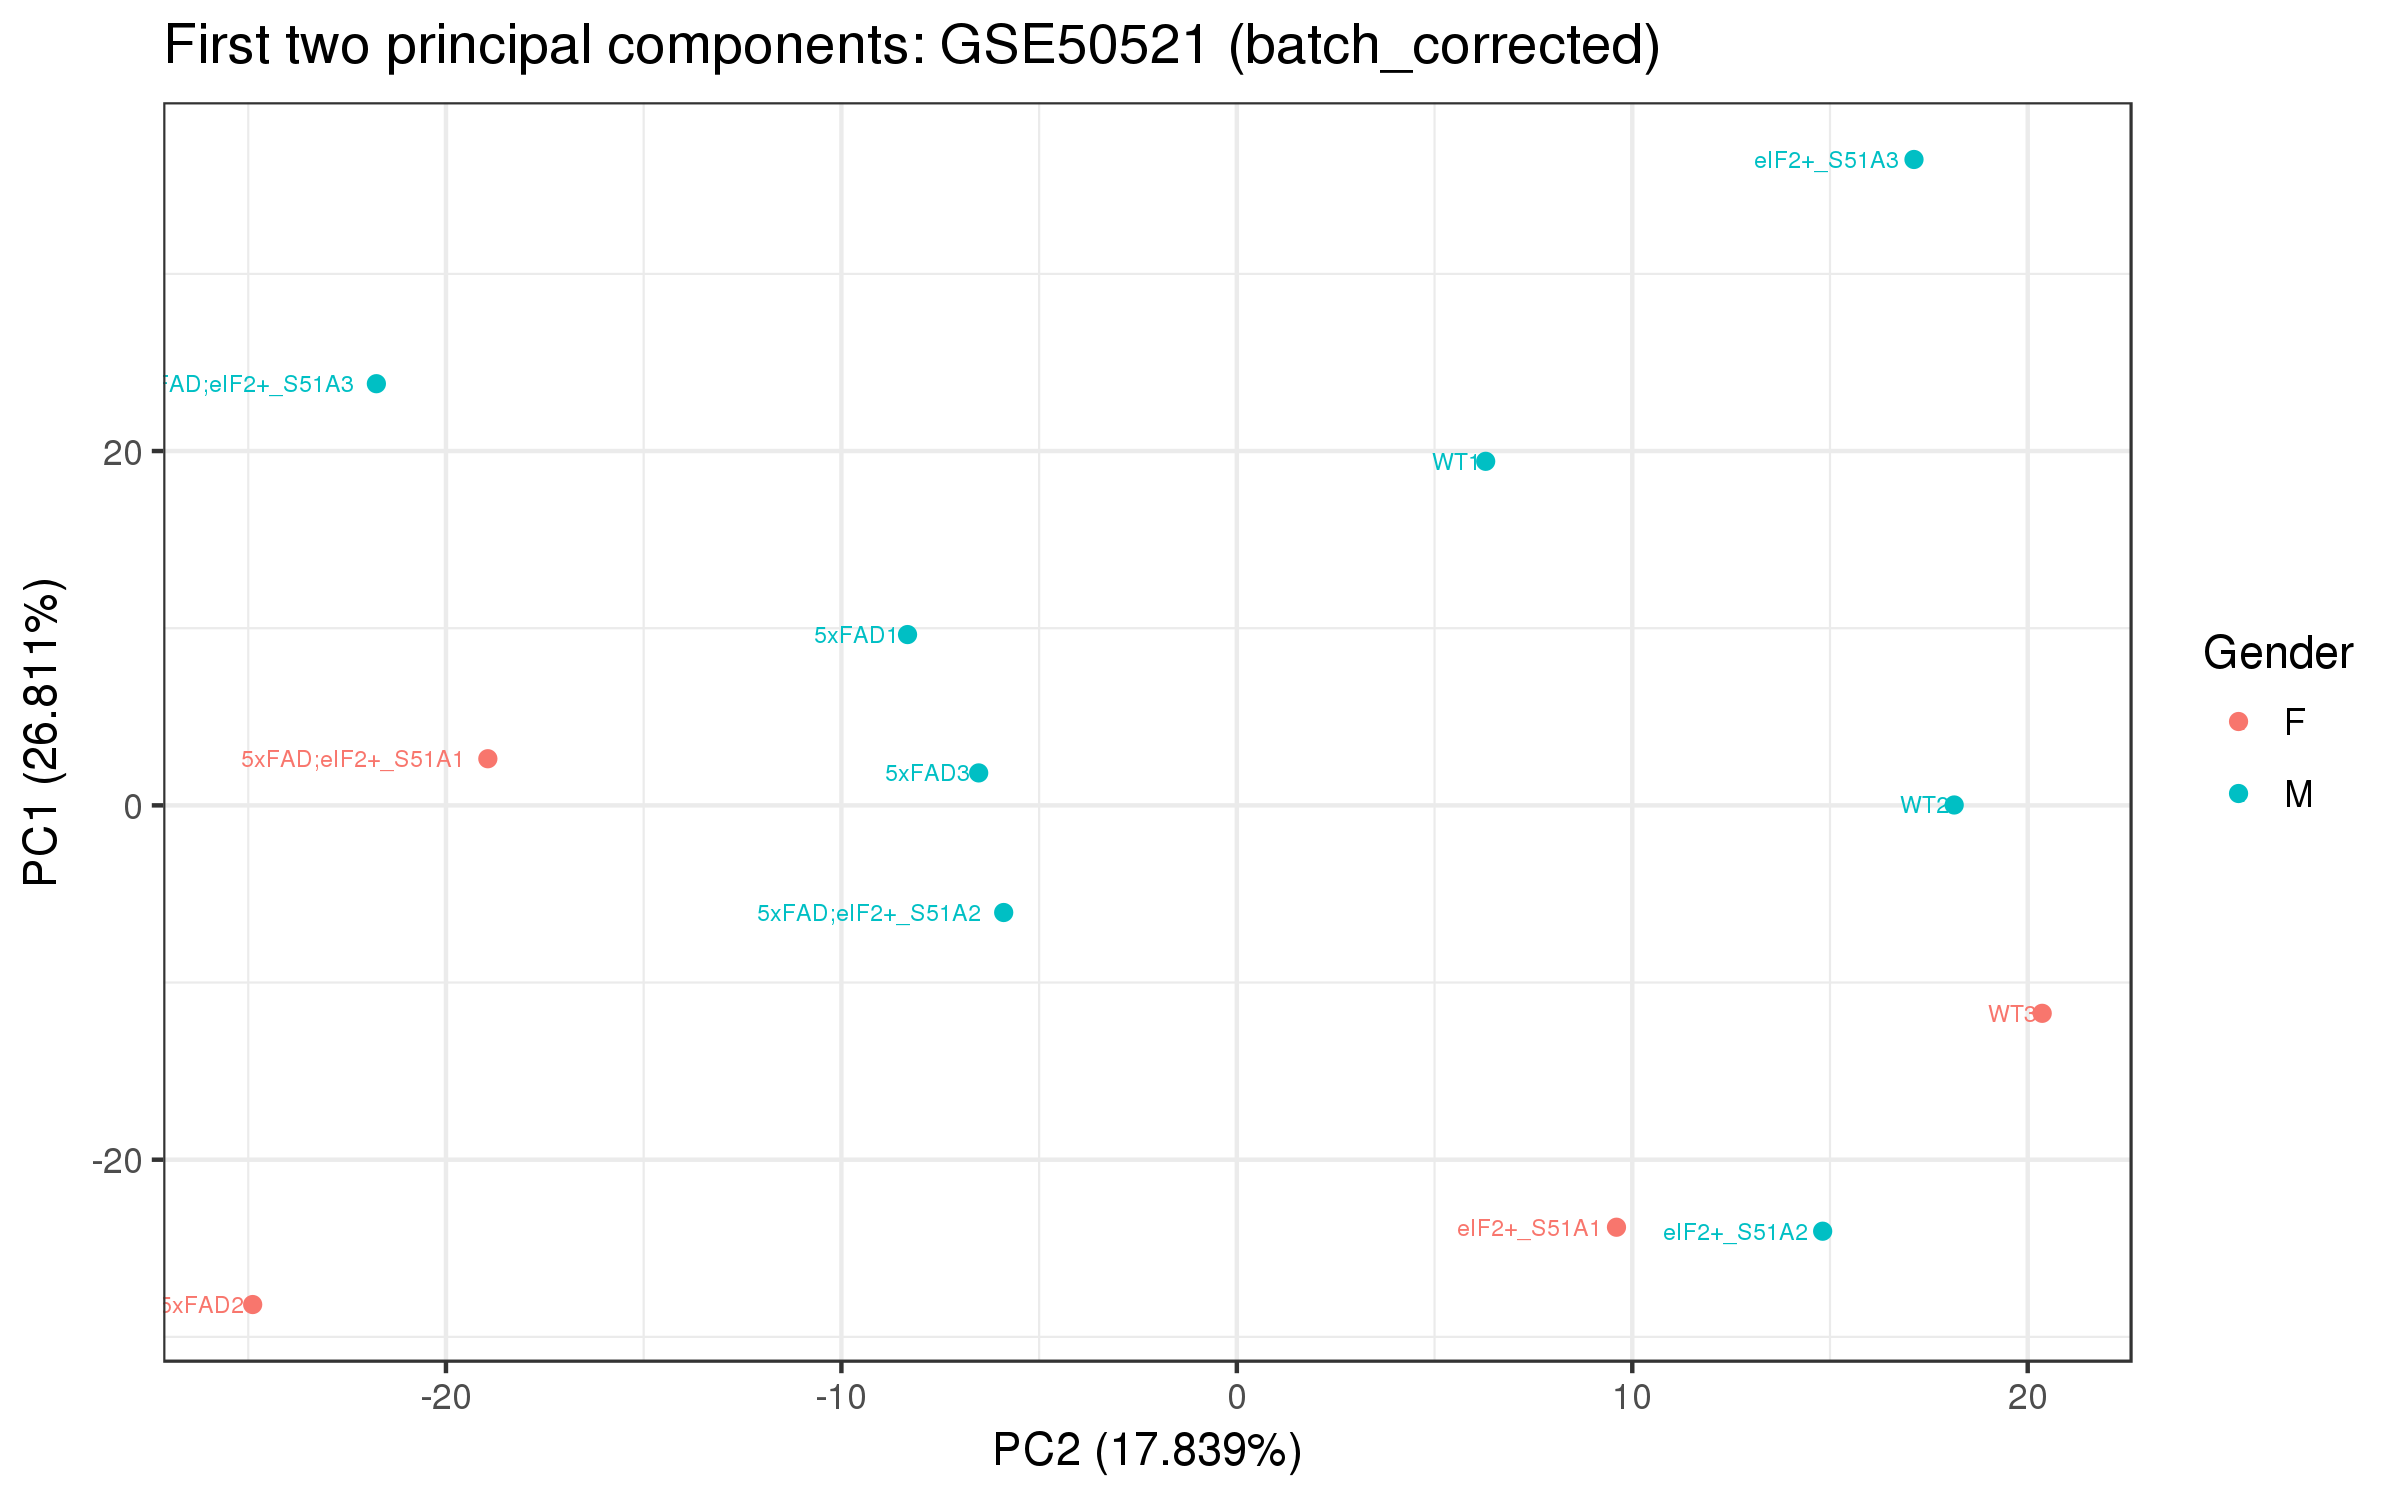 First two principal components: GSE50521 (batch_corrected)
eIF2+_S51A3
FAD;eIF2+_S51A3
20
WT1
5xFAD1
Gender
F
5xFAD;eIF2+_S51A1
5xFAD3
PC1 (26.811%)
M
0
WT2
5xFAD;eIF2+_S51A2
WT3
-20
eIF2+_S51A1
eIF2+_S51A2
5xFAD2
-20 -10 0 10 20
PC2 (17.839%)